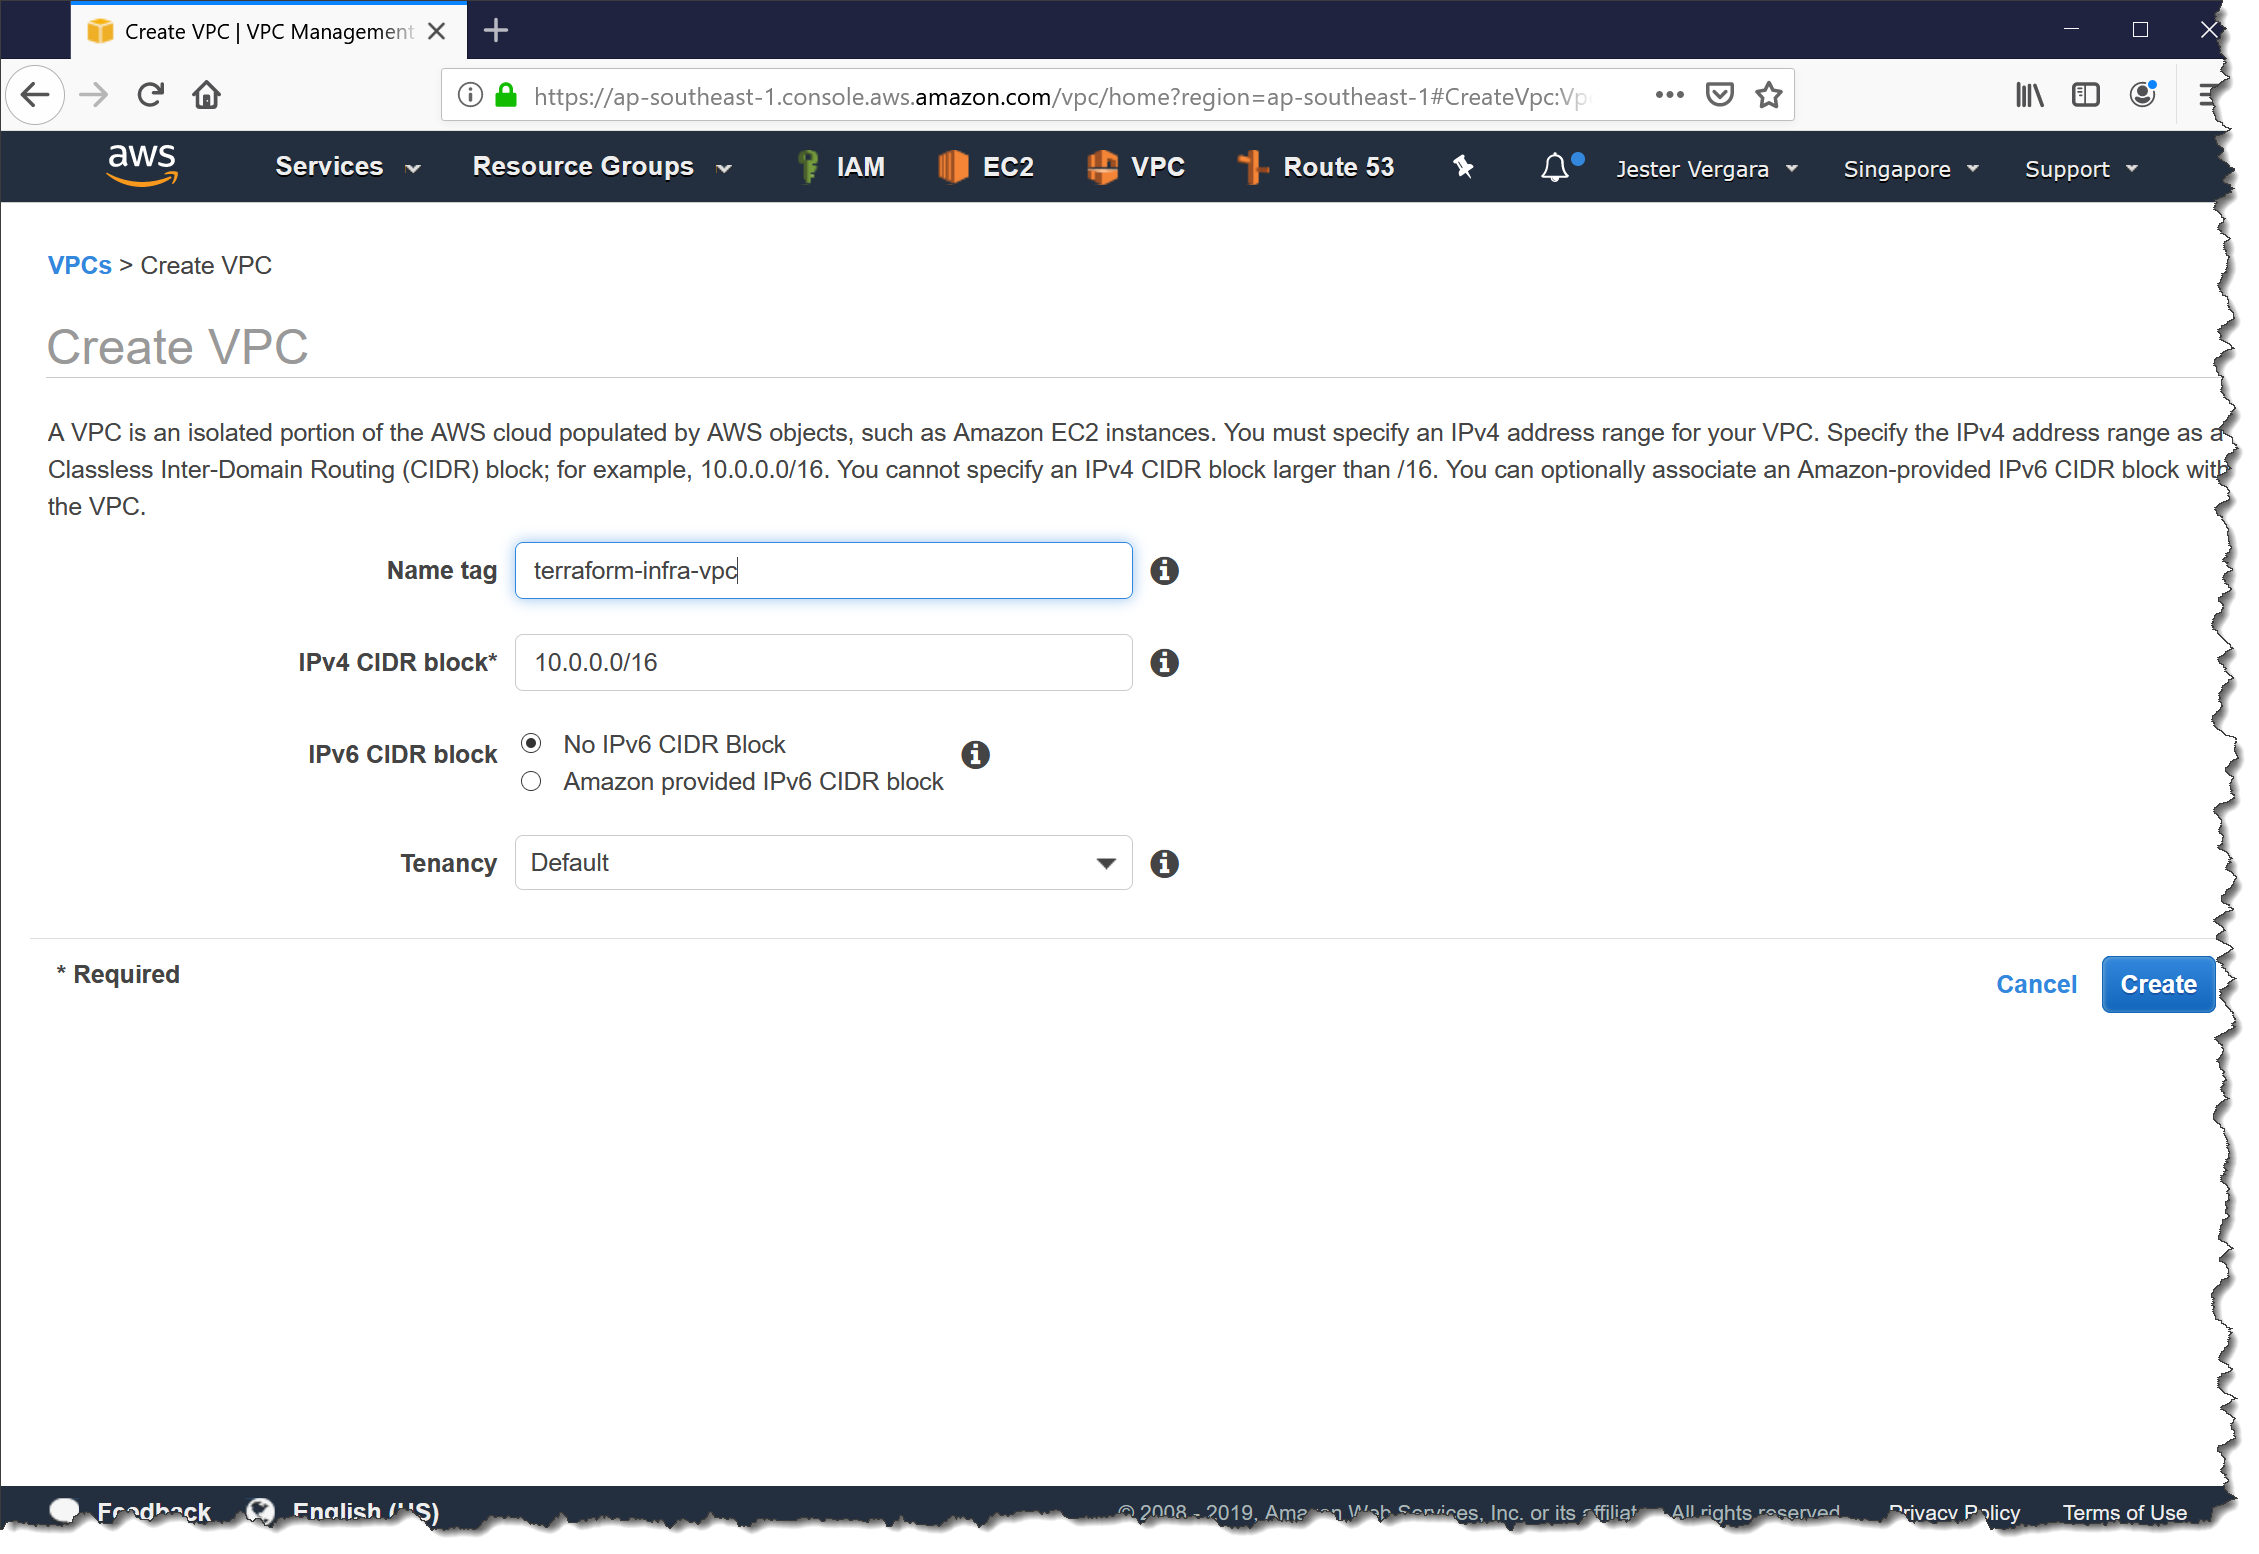 Create VPC | VPC Management
https://ap-southeast-1.console.aws.amazon.com/vpc/home?region=ap-southeast-1#CreateVpc:Vp
aws
Services
Resource Groups
IAM
EC2
VPC
Route 53
Jester Vergara
Singapore
Support
VPCs > Create VPC
Create VPC
A VPC is an isolated portion of the AWS cloud populated by AWS objects, such as Amazon EC2 instances. You must specify an IPv4 address range for your VPC. Specify the IPv4 address range as a
Classless Inter-Domain Routing (CIDR) block; for example, 10.0.0.0/16. You cannot specify an IPv4 CIDR block larger than /16. You can optionally associate an Amazon-provided IPv6 CIDR block with
the VPC.
Name tag
terraform-infra-vpc
IPv4 CIDR block*
10.0.0.0/16
IPv6 CIDR block
No IPv6 CIDR Block
Amazon provided IPv6 CIDR block
Tenancy
Default
* Required
Cancel
Create
Feedback
English (US)
© 2008 - 2019, Amazon Web Services, Inc. or its affiliates. All rights reserved.
Privacy Policy
Terms of Use